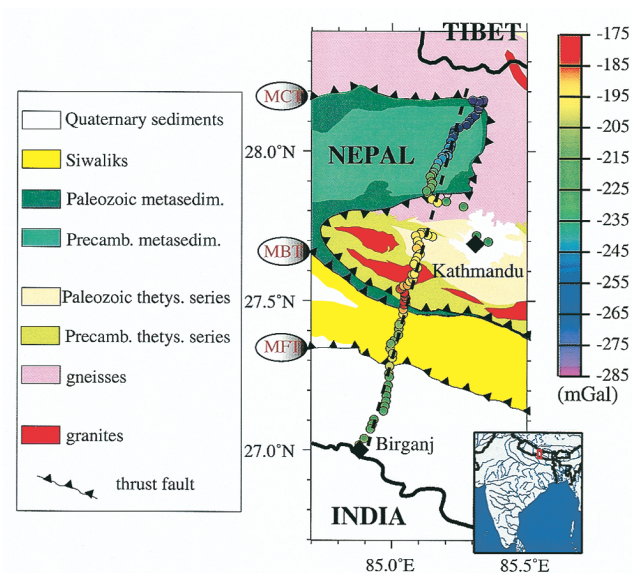 TIBET
MCT
28.0°N
NEPAL
MBT
Kathmandu
27.5°N
MFT
27.0°N
Birganj
INDIA
85.0°E
85.5°E
Quaternary sediments
Siwaliks
Paleozoic metasedim.
Precamb. metasedim.
Paleozoic thetys. series
Precamb. thetys. series
gneisses
granites
thrust fault
-175
-185
-195
-205
-215
-225
-235
-245
-255
-265
-275
-285
(mGal)